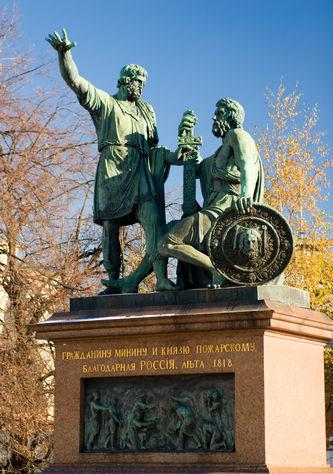 ГРАЖДАНИНУ МИНИНУ И КНЯЗЮ ПОЖАРСКОМУ.
БЛАГОДАРНАЯ РОССІЯ. ЛѢТА 1818.